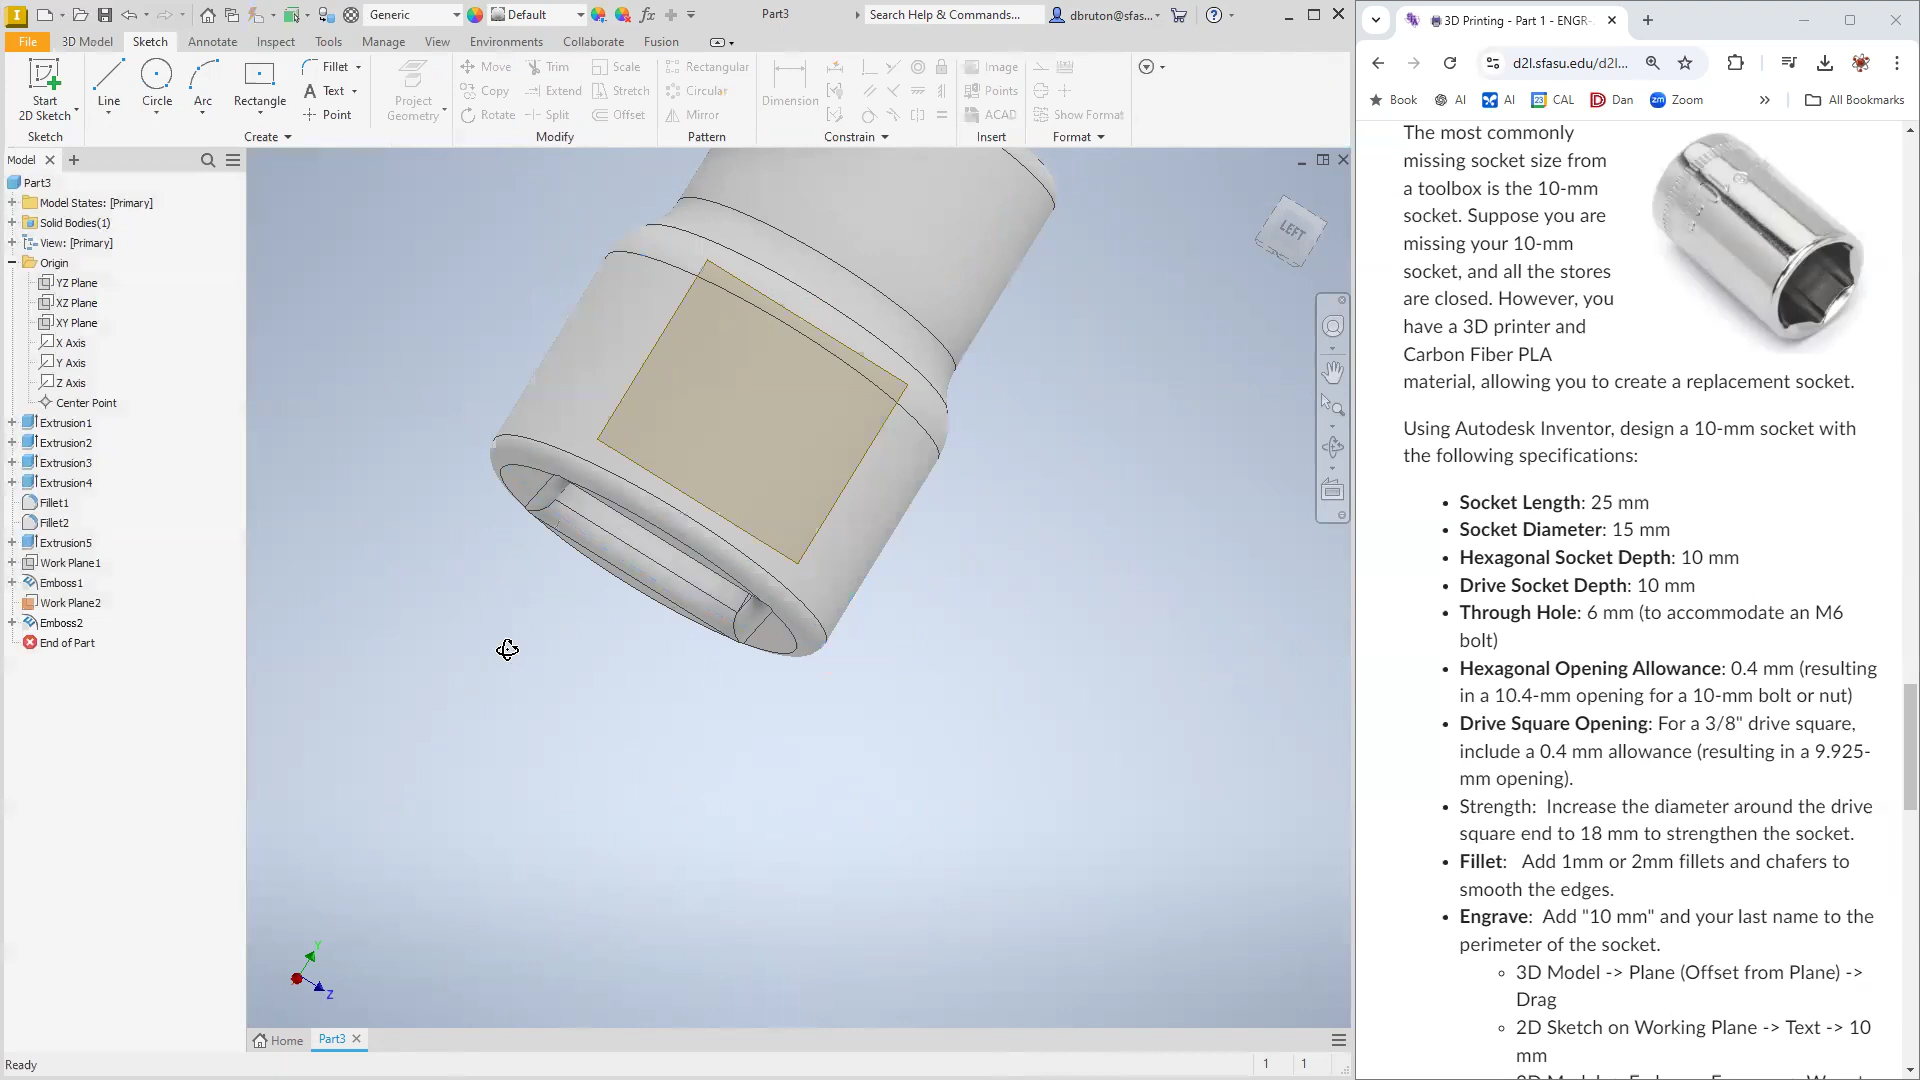 Generic
Default
Part3
Search Help & Commands...
dbruton@sfas...
File
3D Model
Sketch
Annotate
Inspect
Tools
Manage
View
Environments
Collaborate
Fusion
Start
2D Sketch
Line
Circle
Arc
Rectangle
Fillet
Text
Point
Project
Geometry
Move
Trim
Scale
Copy
Extend
Stretch
Rotate
Split
Offset
Rectangular
Circular
Mirror
Dimension
Image
Points
ACAD
Show Format
Sketch
Create
Modify
Pattern
Constrain
Insert
Format
Model
Part3
Model States: [Primary]
Solid Bodies(1)
View: [Primary]
Origin
YZ Plane
XZ Plane
XY Plane
X Axis
Y Axis
Z Axis
Center Point
Extrusion1
Extrusion2
Extrusion3
Extrusion4
Fillet1
Fillet2
Extrusion5
Work Plane1
Emboss1
Work Plane2
Emboss2
End of Part
LEFT
Y
Z
Home
Part3
Ready
1 1
3D Printing - Part 1 - ENGR-
d2l.sfasu.edu/d2l...
Book
AI
AI
CAL
Dan
Zoom
All Bookmarks
The most commonly
missing socket size from
a toolbox is the 10-mm
socket. Suppose you are
missing your 10-mm
socket, and all the stores
are closed. However, you
have a 3D printer and
Carbon Fiber PLA
material, allowing you to create a replacement socket.
Using Autodesk Inventor, design a 10-mm socket with
the following specifications:
• Socket Length: 25 mm
• Socket Diameter: 15 mm
• Hexagonal Socket Depth: 10 mm
• Drive Socket Depth: 10 mm
• Through Hole: 6 mm (to accommodate an M6
bolt)
• Hexagonal Opening Allowance: 0.4 mm (resulting
in a 10.4-mm opening for a 10-mm bolt or nut)
• Drive Square Opening: For a 3/8" drive square,
include a 0.4 mm allowance (resulting in a 9.925-
mm opening).
• Strength: Increase the diameter around the drive
square end to 18 mm to strengthen the socket.
• Fillet: Add 1mm or 2mm fillets and chafers to
smooth the edges.
• Engrave: Add "10 mm" and your last name to the
perimeter of the socket.
3D Model -> Plane (Offset from Plane) ->
Drag
2D Sketch on Working Plane -> Text -> 10
mm